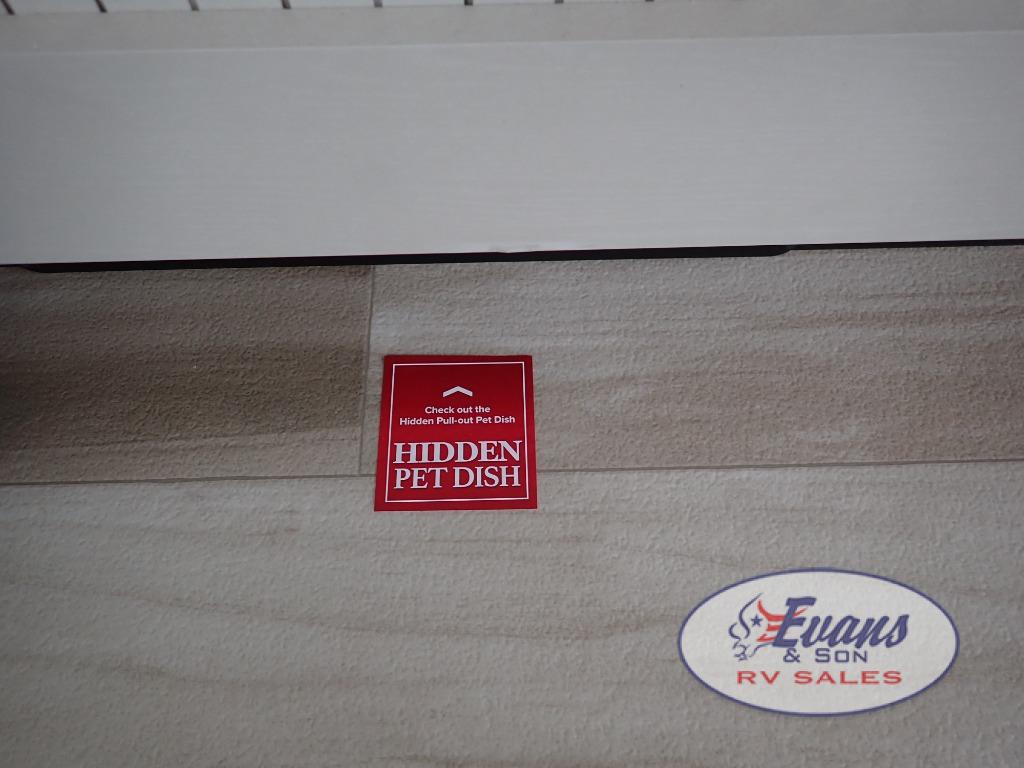 Check out the
Hidden Pull-out Pet Dish
HIDDEN
PET DISH
Evans
& SON
RV SALES